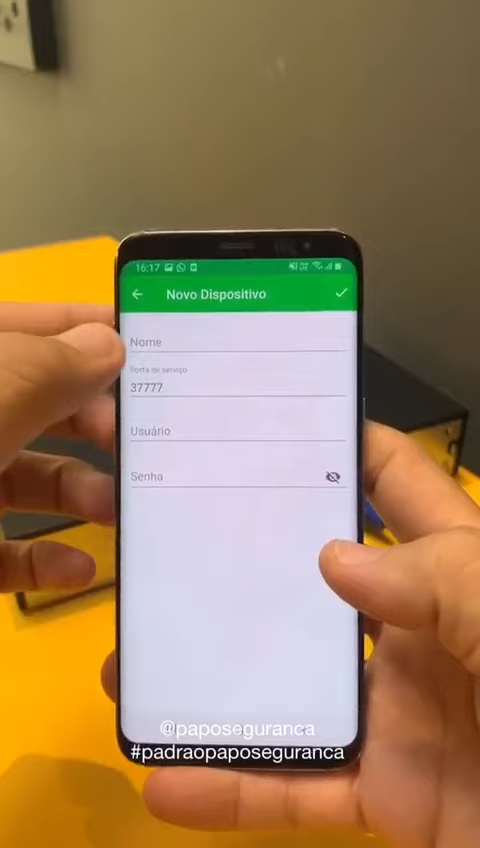 16:17
Novo Dispositivo
Nome
Porta de serviço
37777
Usuário
Senha
@paposeguranca
#padraopaposeguranca